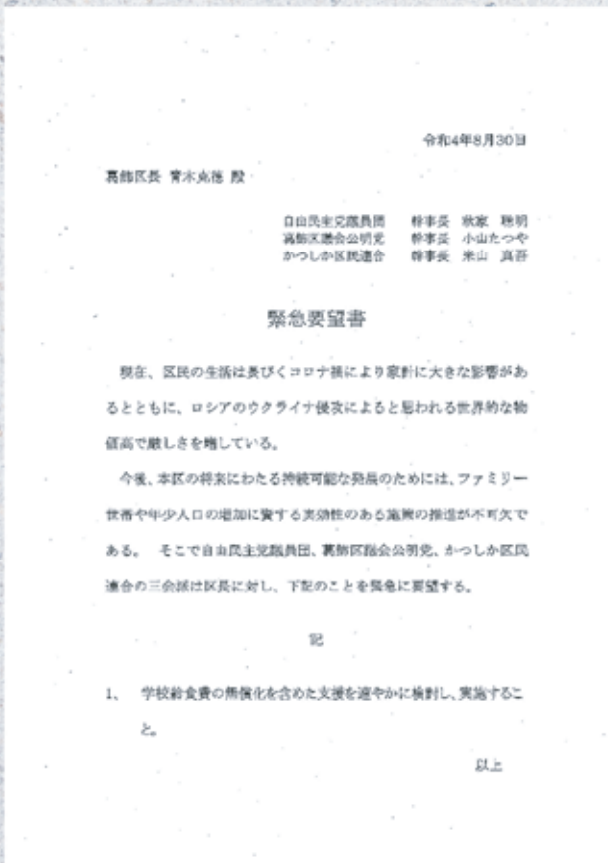 令和4年8月30日
葛飾区長 青木克德 殿
自由民主党議員団 幹事長 秋家 聡明
葛飾区議会公明党 幹事長 小山たつや
かつしか区民連合 幹事長 米山 真吾
緊急要望書
現在、区民の生活は長びくコロナ禍により家計に大きな影響があ
るとともに、ロシアのウクライナ侵攻によると思われる世界的な物
価高で厳しさを増している。
今後、本区の将来にわたる持続可能な発展のためには、ファミリー
世帯や年少人口の増加に資する実効性のある施策の推進が不可欠で
ある。 そこで自由民主党議員団、葛飾区議会公明党、かつしか区民
連合の三会派は区長に対し、下記のことを緊急に要望する。
記
1、 学校給食費の無償化を含めた支援を速やかに検討し、実施するこ
と。
以上